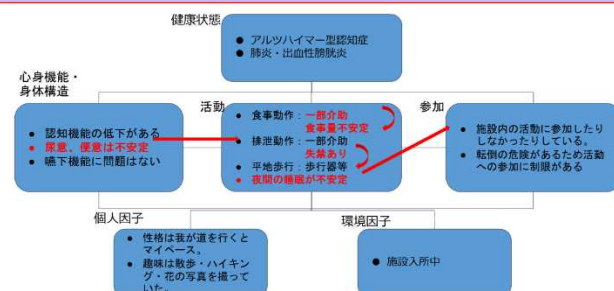 健康状態
● アルツハイマー型認知症
● 肺炎・出血性膀胱炎
心身機能・
身体構造
● 認知機能の低下がある
● 尿意、便意は不安定
● 嚥下機能に問題はない
活動
● 食事動作：一部介助
食事量不安定
● 排泄動作：一部介助
失禁あり
● 平地歩行：歩行器等
● 夜間の睡眠が不安定
参加
● 施設内の活動に参加したり
しなかったりしている。
● 転倒の危険があるため活動
への参加に制限がある
個人因子
● 性格は我が道を行くと
マイペース。
● 趣味は散歩・ハイキン
グ・花の写真を撮って
いた。
環境因子
● 施設入所中